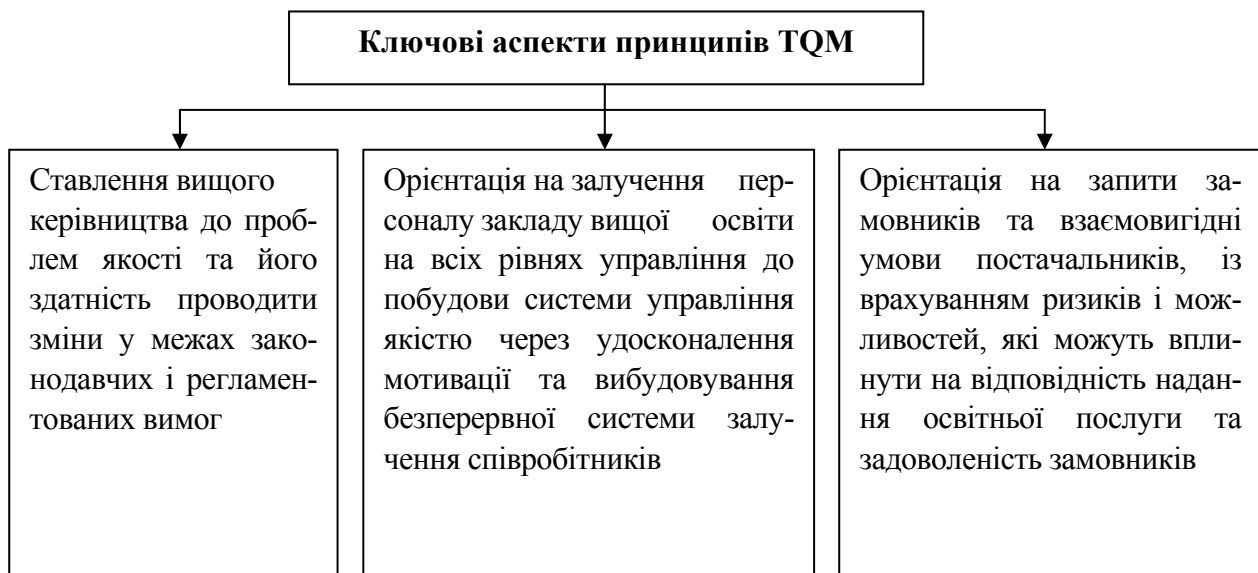 Ключові аспекти принципів TQM
Ставлення вищого
керівництва до проб-
лем якості та його
здатність проводити
зміни у межах зако-
нодавчих і регламен-
тованих вимог
Орієнтація на залучення пер-
соналу закладу вищої освіти
на всіх рівнях управління до
побудови системи управління
якістю через удосконалення
мотивації та вибудовування
безперервної системи залу-
чення співробітників
Орієнтація на запити за-
мовників та взаємовигідні
умови постачальників, із
врахуванням ризиків і мож-
ливостей, які можуть впли-
нути на відповідність надан-
ня освітньої послуги та
задоволеність замовників